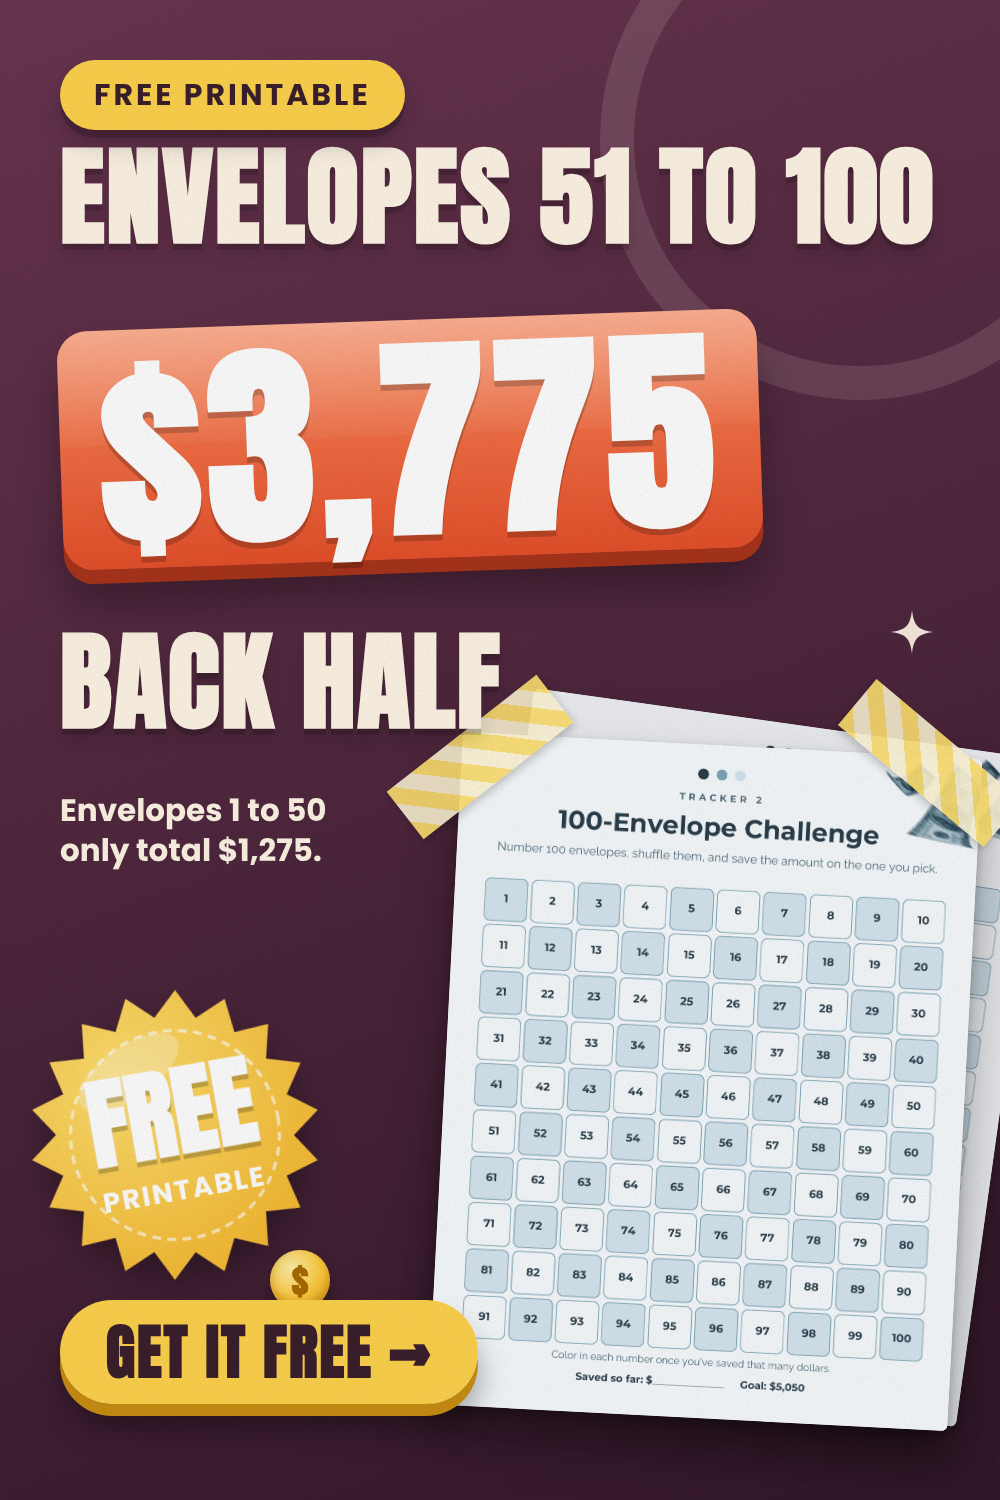 FREE PRINTABLE
ENVELOPES 51 TO 100
$3,775
BACK HALF
Envelopes 1 to 50
only total $1,275.
FREE
PRINTABLE
$
GET IT FREE →
TRACKER 2
100-Envelope Challenge
Number 100 envelopes, shuffle them, and save the amount on the one you pick.
1 2 3 4 5 6 7 8 9 10
11 12 13 14 15 16 17 18 19 20
21 22 23 24 25 26 27 28 29 30
31 32 33 34 35 36 37 38 39 40
41 42 43 44 45 46 47 48 49 50
51 52 53 54 55 56 57 58 59 60
61 62 63 64 65 66 67 68 69 70
71 72 73 74 75 76 77 78 79 80
81 82 83 84 85 86 87 88 89 90
91 92 93 94 95 96 97 98 99 100
Color in each number once you've saved that many dollars.
Saved so far: $____________ Goal: $5,050